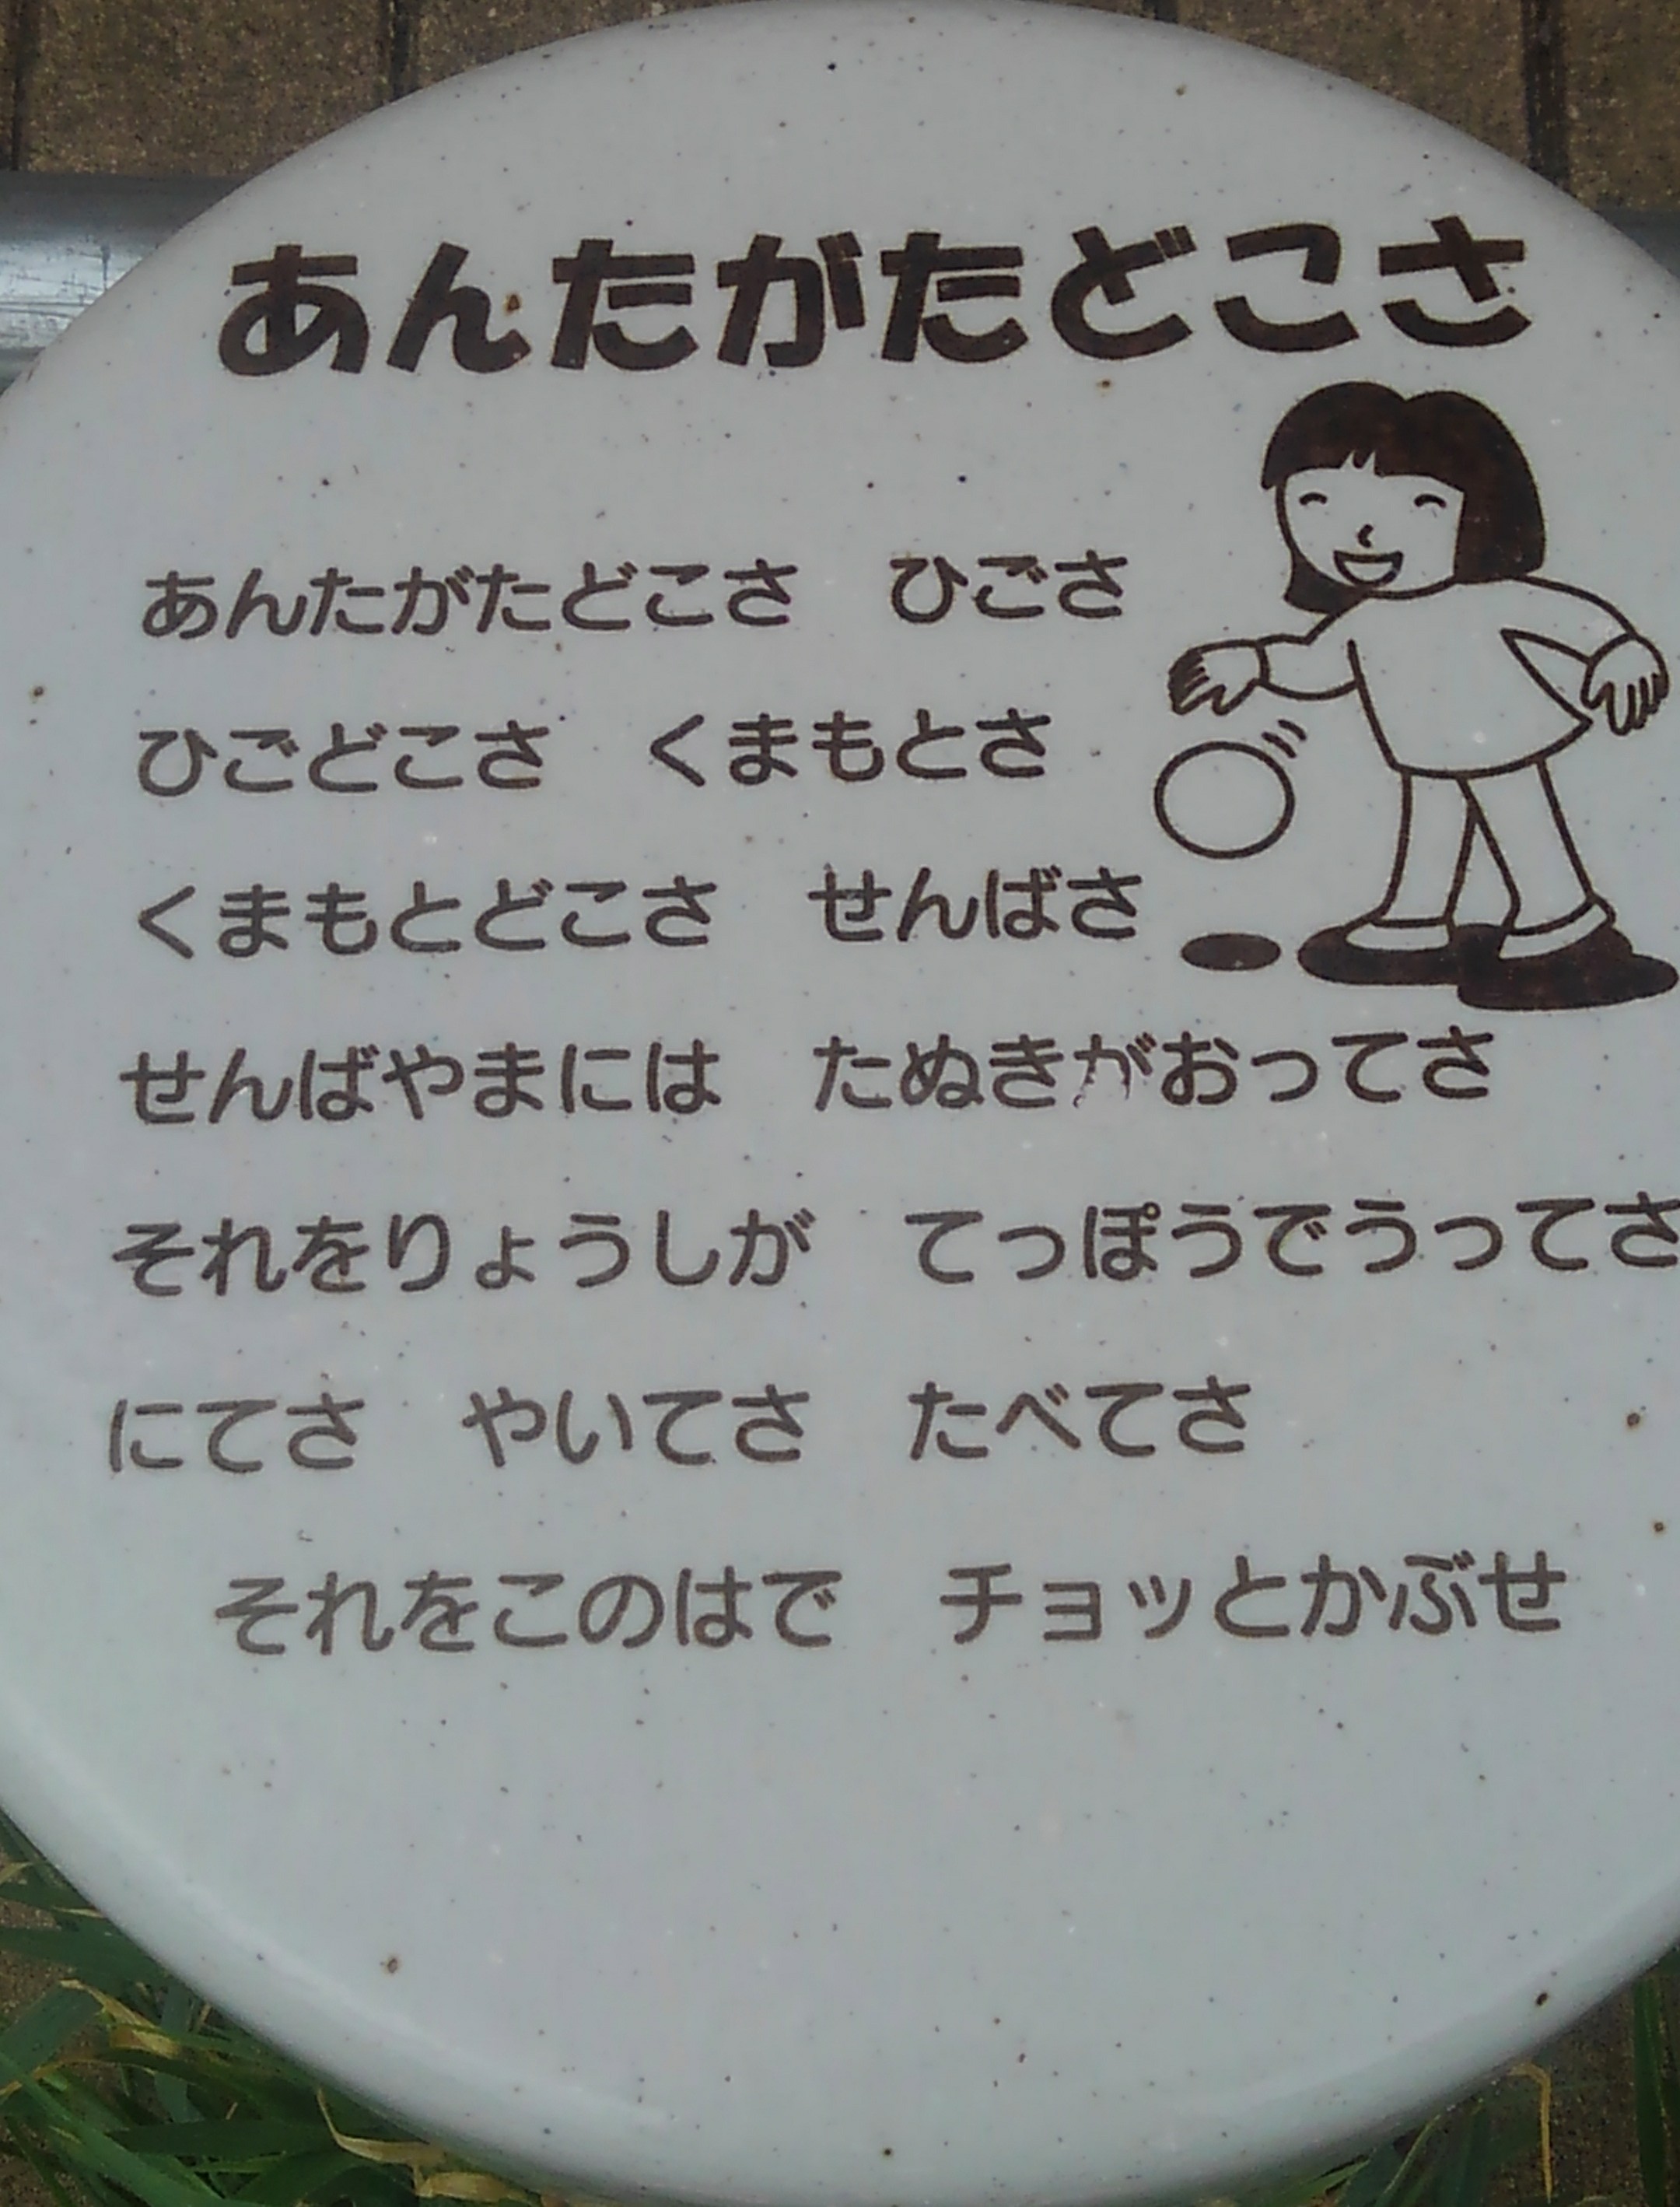 あんたがたどこさ
あんたがたどこさ　ひごさ
ひごどこさ　くまもとさ
くまもとどこさ　せんばさ
せんばやまには　たぬきがおってさ
それをりょうしが　てっぽうでうってさ
にてさ　やいてさ　たべてさ
それをこのはで　チョッとかぶせ